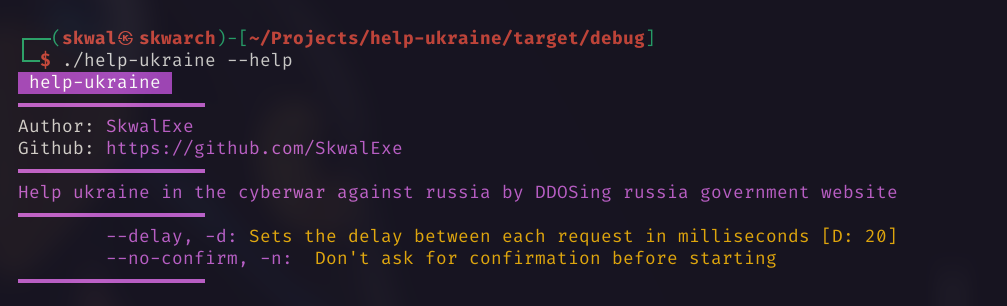 ┌──(skwal㉿skwarch)-[~/Projects/help-ukraine/target/debug]
└─$ ./help-ukraine --help
help-ukraine
Author: SkwalExe
Github: https://github.com/SkwalExe
Help ukraine in the cyberwar against russia by DDOSing russia government website
--delay, -d: Sets the delay between each request in milliseconds [D: 20]
--no-confirm, -n:  Don't ask for confirmation before starting